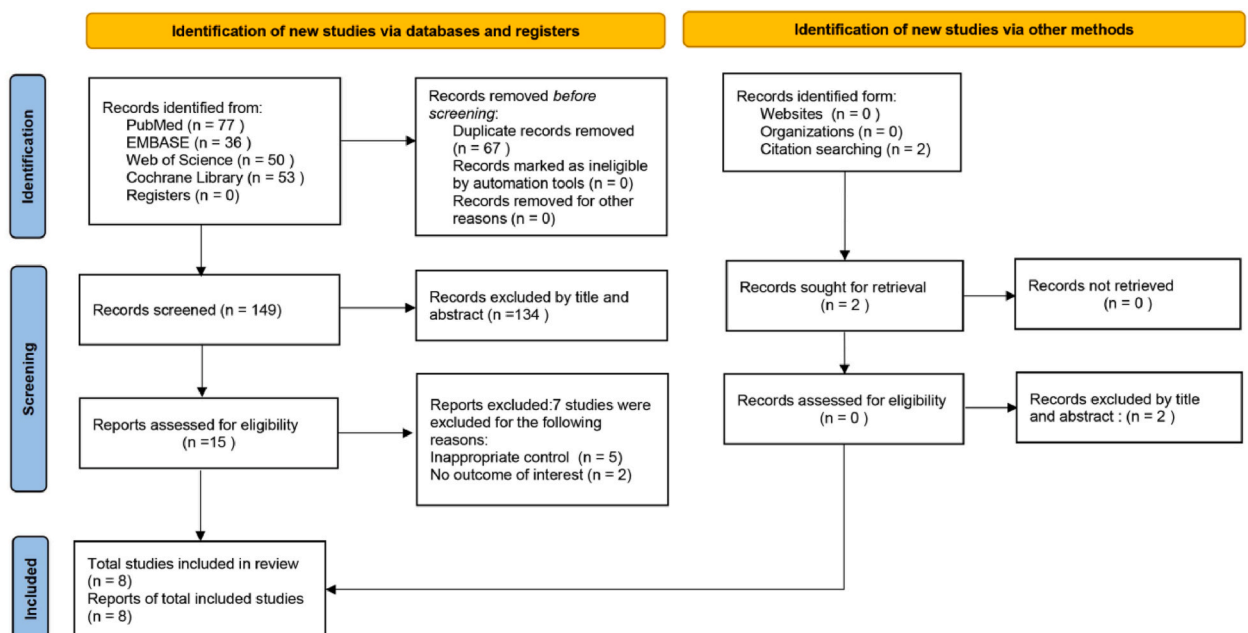 Identification of new studies via databases and registers
Identification of new studies via other methods
Identification
Records identified from:
PubMed (n = 77 )
EMBASE (n = 36 )
Web of Science (n = 50 )
Cochrane Library (n = 53 )
Registers (n = 0)
Records removed before
screening:
Duplicate records removed
(n = 67 )
Records marked as ineligible
by automation tools (n = 0)
Records removed for other
reasons (n = 0)
Records identified form:
Websites (n = 0 )
Organizations (n = 0)
Citation searching (n = 2)
Screening
Records screened (n = 149)
Records excluded by title and
abstract (n =134 )
Records sought for retrieval
(n = 2 )
Records not retrieved
(n = 0 )
Reports assessed for eligibility
(n =15 )
Reports excluded:7 studies were
excluded for the following
reasons:
Inappropriate control (n = 5)
No outcome of interest (n = 2)
Records assessed for eligibility
(n = 0 )
Records excluded by title
and abstract : (n = 2 )
Included
Total studies included in review
(n = 8)
Reports of total included studies
(n = 8)